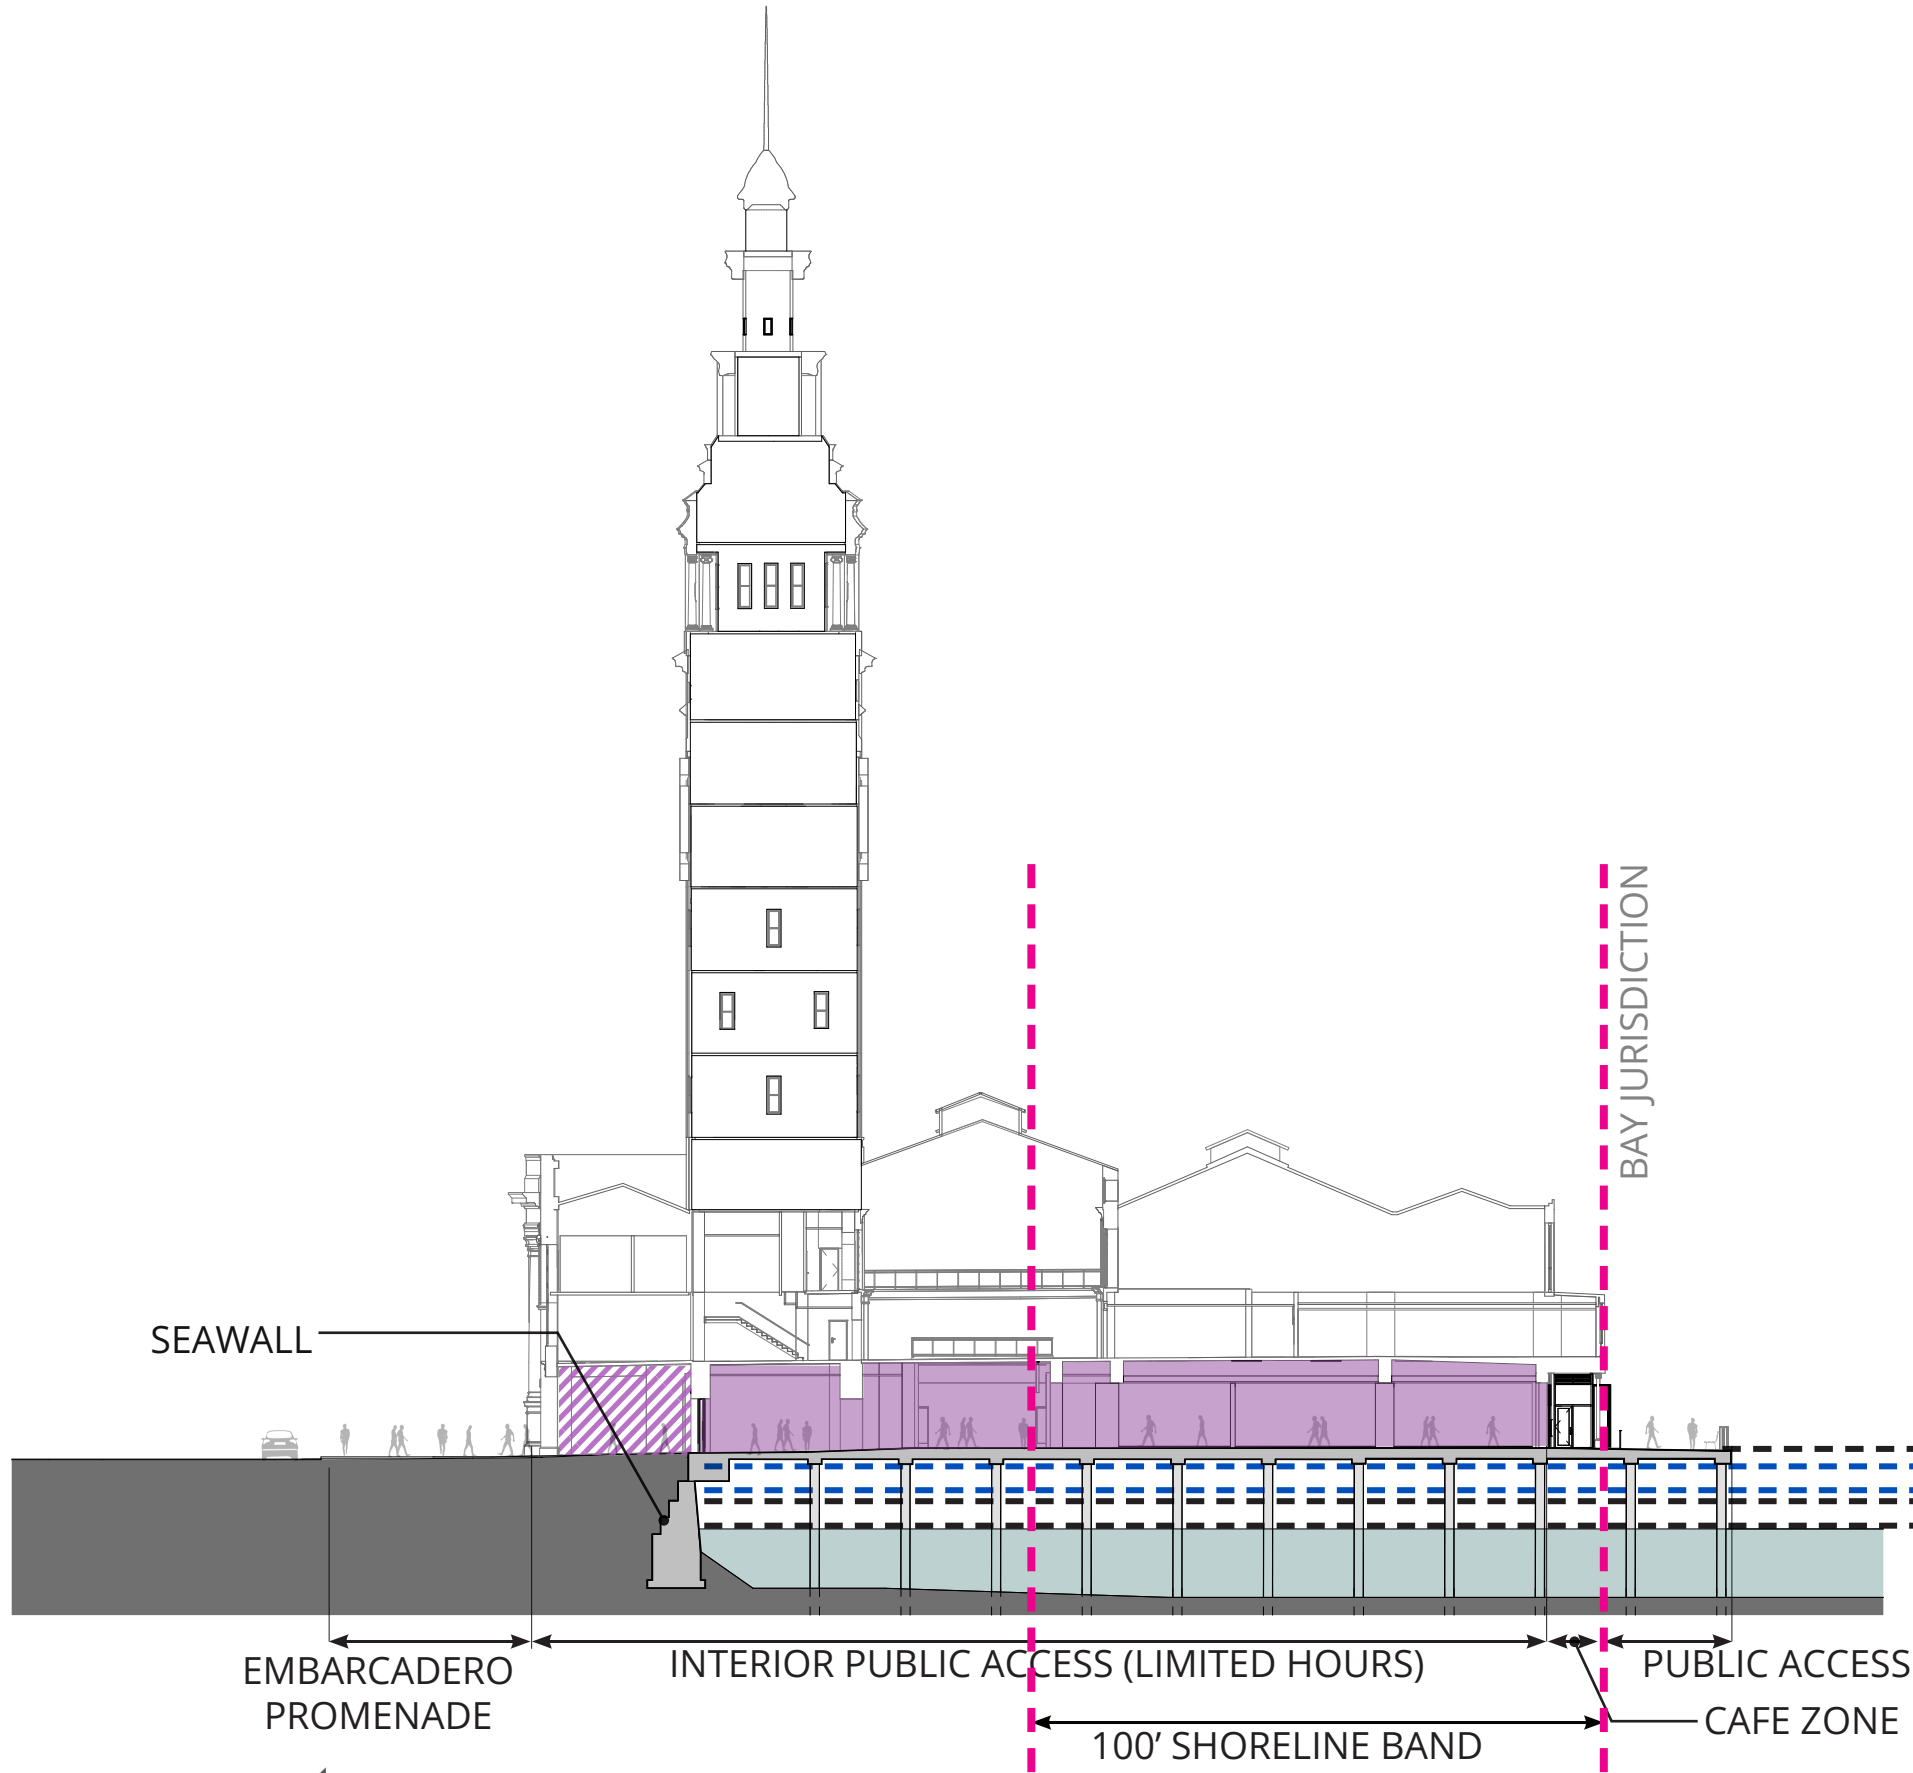 BAY JURISDICTION
SEAWALL
EMBARCADERO
PROMENADE
INTERIOR PUBLIC ACCESS (LIMITED HOURS)
PUBLIC ACCESS
CAFE ZONE
100’ SHORELINE BAND